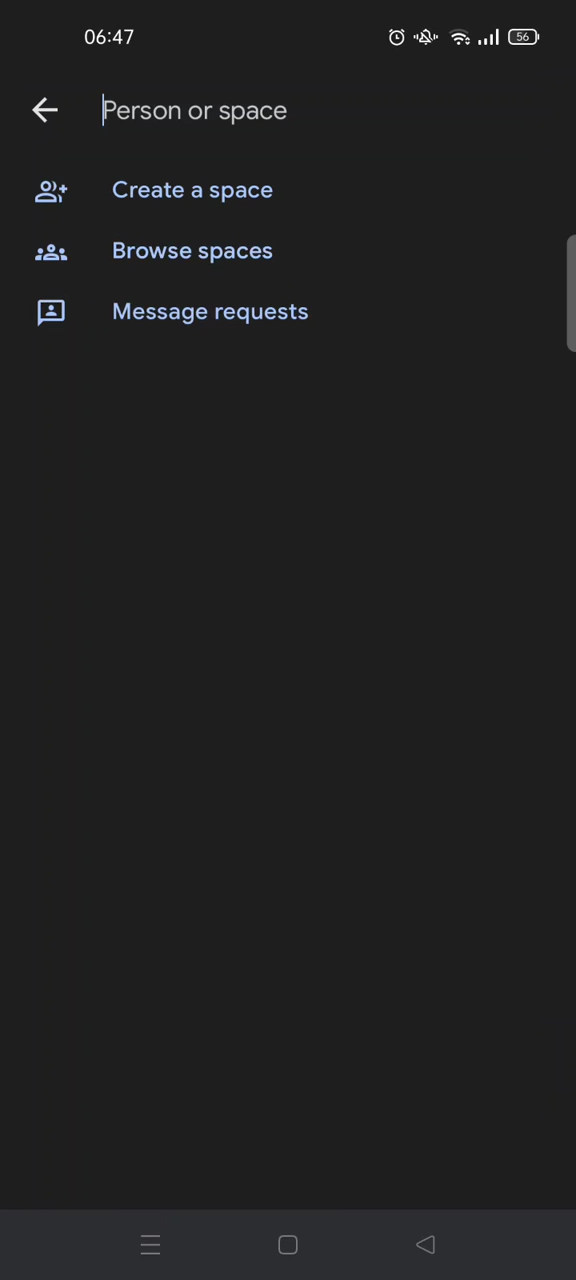 06:47
56
Person or space
Create a space
Browse spaces
Message requests